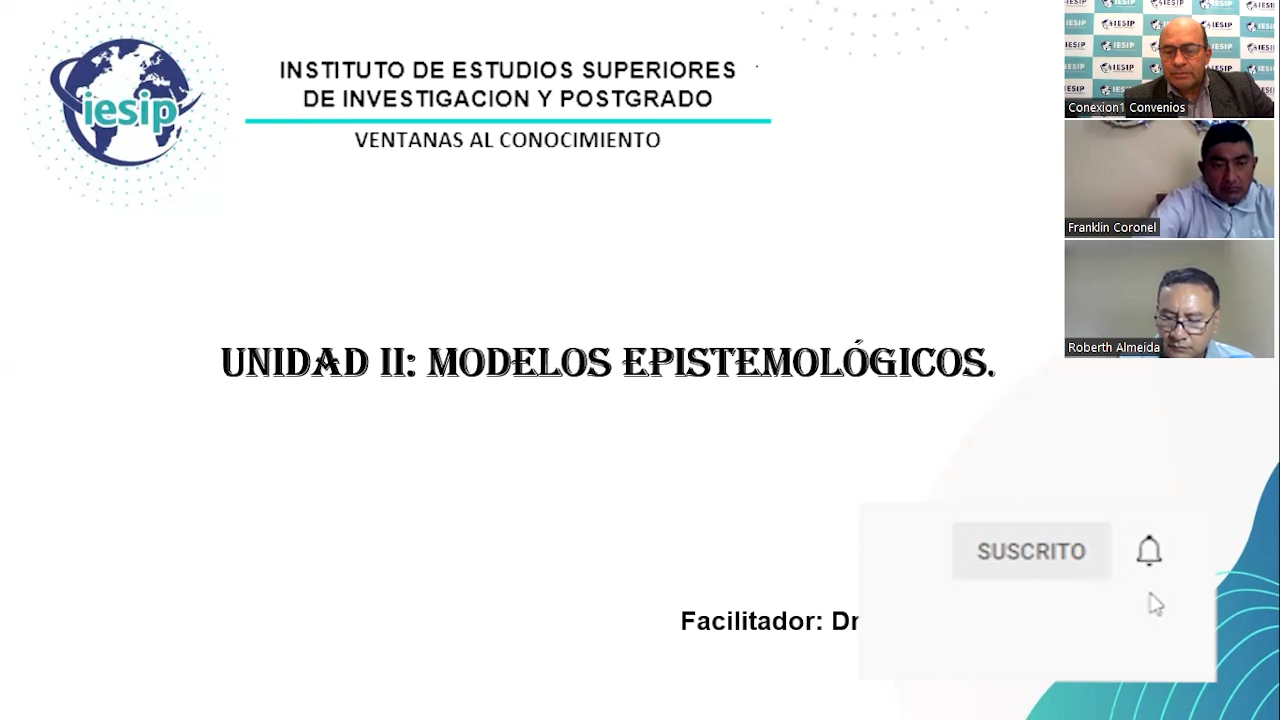 iesip
INSTITUTO DE ESTUDIOS SUPERIORES
DE INVESTIGACION Y POSTGRADO
VENTANAS AL CONOCIMIENTO
UNIDAD II: MODELOS EPISTEMOLÓGICOS.
Facilitador: Dr
SUSCRITO
IESIP
Conexion1 Convenios
Franklin Coronel
Roberth Almeida